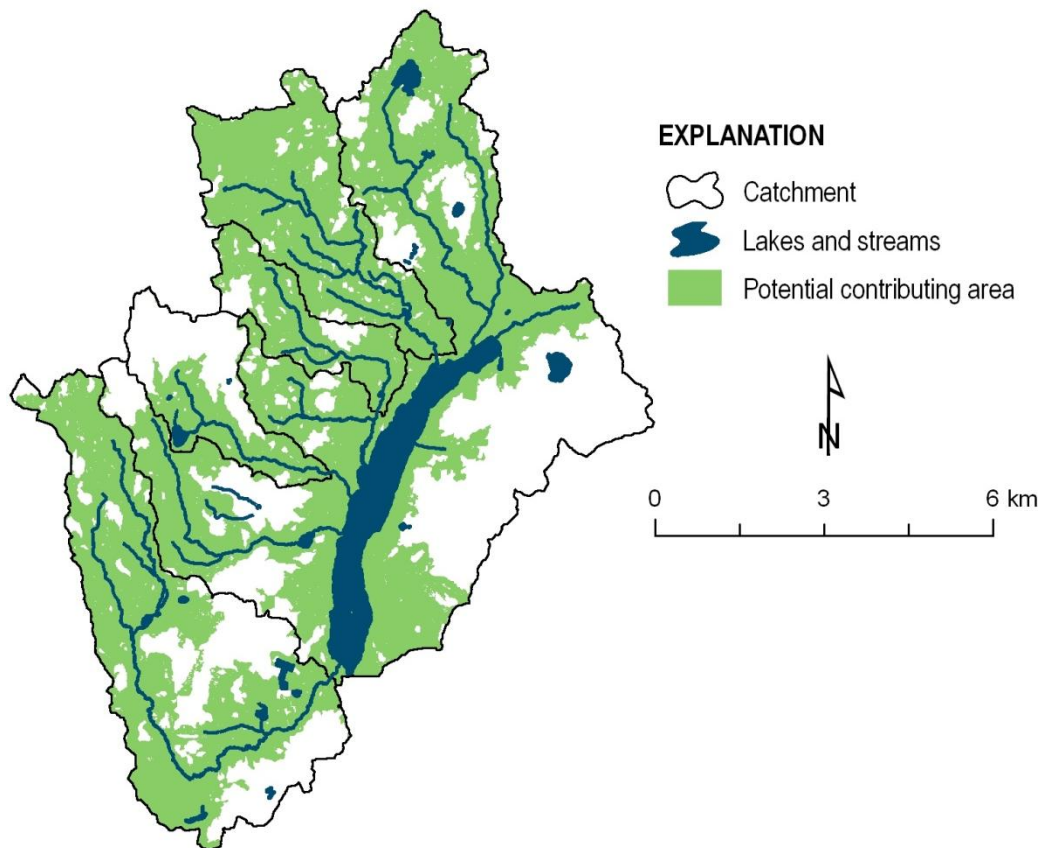 EXPLANATION
Catchment
Lakes and streams
Potential contributing area
N
0 3 6 km